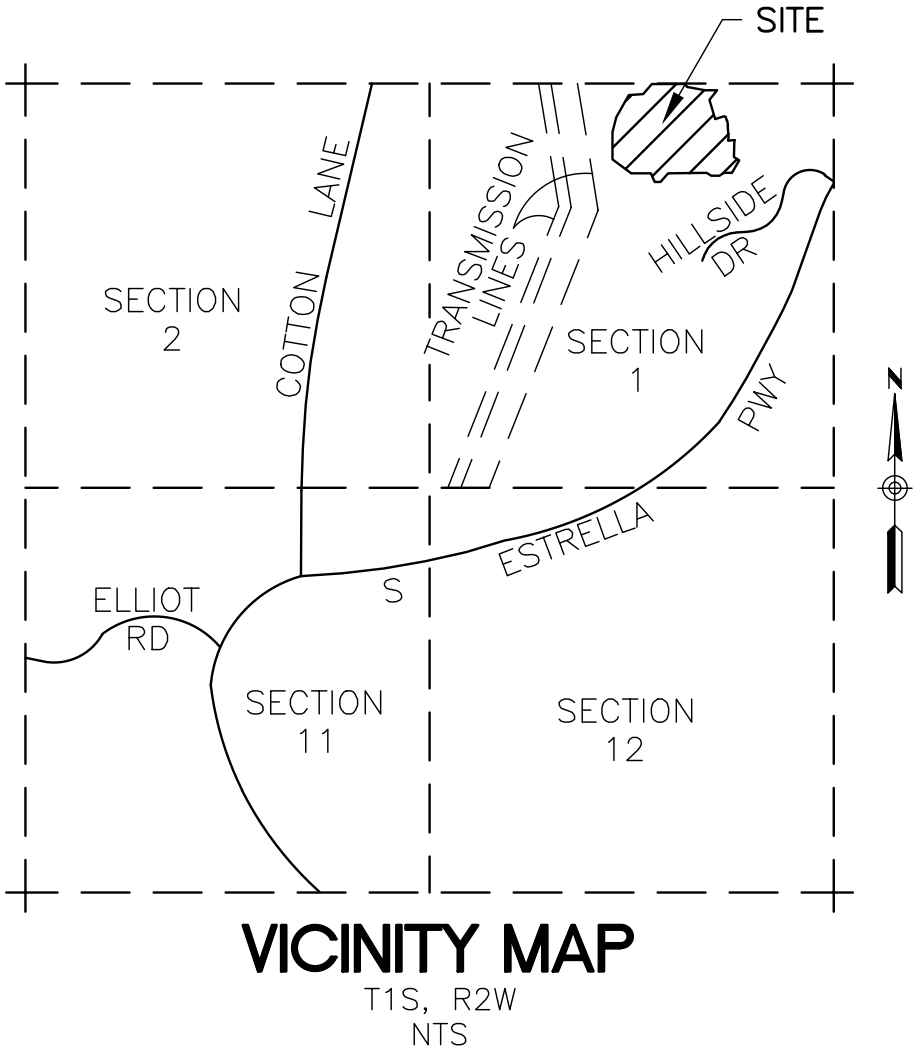 SITE
COTTON LANE
TRANSMISSION
LINES
HILLSIDE
DR
SECTION
2
SECTION
1
N
PWY
ESTRELLA
S
ELLIOT
RD
SECTION
11
SECTION
12
VICINITY MAP
T1S, R2W
NTS